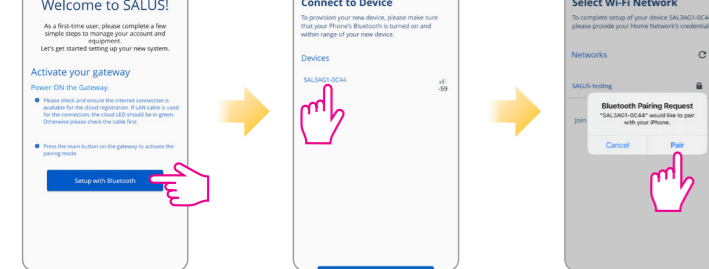 Welcome to SALUS!
As a first-time user, please complete a few
simple steps to manage your account and
equipment.
Let's get started setting up your new system.
Activate your gateway
Power ON the Gateway.
Please check and ensure the internet connection is
available for the cloud registration. If LAN cable is used
for the connection, the cloud LED should be in green.
Otherwise please check the cable first.
Press the main button on the gateway to activate the
pairing mode
Setup with Bluetooth
Connect to Device
To provision your new device, please make sure
that your Phone's Bluetooth is turned on and
within range of your new device.
Devices
SAL3AG1-0C44
-59
Select Wi-Fi Network
To complete setup of your device SAL3AG1-0C44
please provide your Home Network's credential
Networks
SALUS-testing
Join
Bluetooth Pairing Request
"SAL3AG1-0C44" would like to pair
with your iPhone.
Cancel
Pair